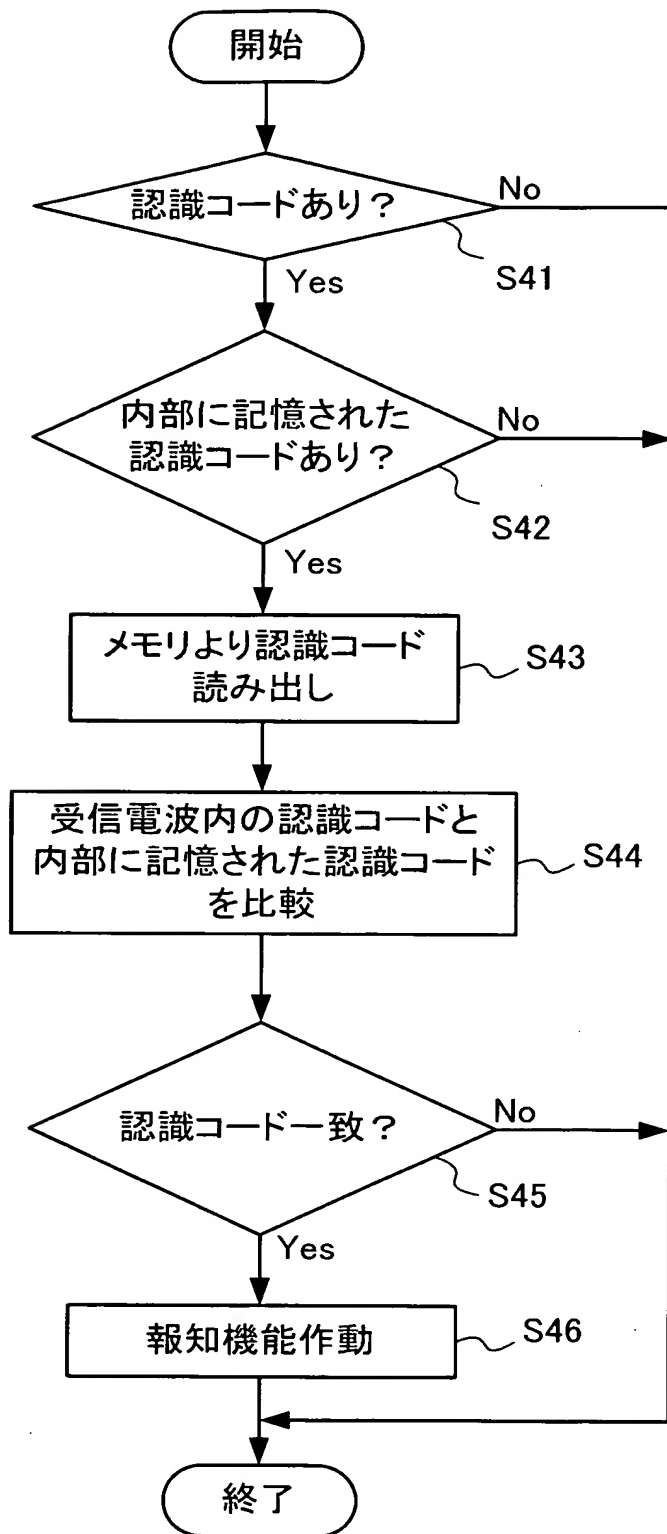 開始
認識コードあり？
No
S41
Yes
内部に記憶された
認識コードあり？
No
S42
Yes
メモリより認識コード
読み出し
S43
受信電波内の認識コードと
内部に記憶された認識コード
を比較
S44
認識コード一致？
No
S45
Yes
報知機能作動
S46
終了